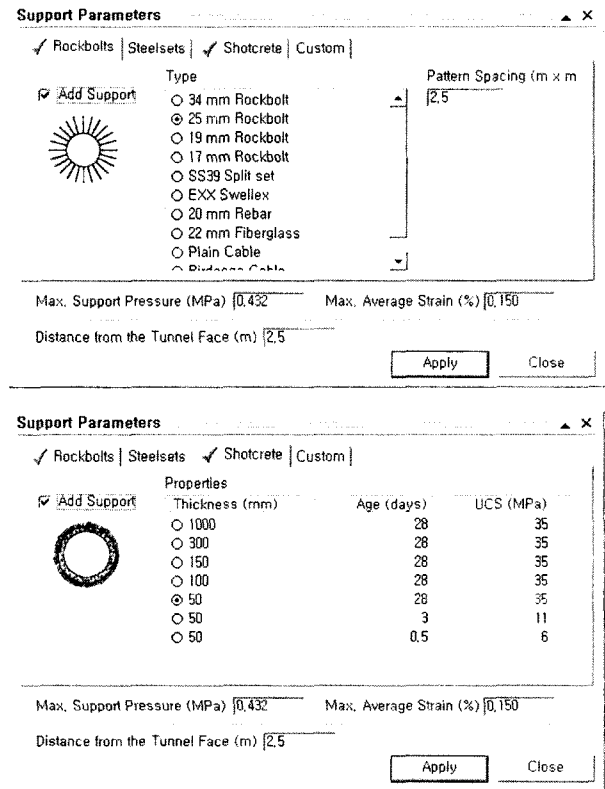 Support Parameters
Rockbolts | Steelsets | Shotcrete | Custom
Add Support
Type
34 mm Rockbolt
25 mm Rockbolt
19 mm Rockbolt
17 mm Rockbolt
SS39 Split set
EXX Swellex
20 mm Rebar
22 mm Fiberglass
Plain Cable
Pattern Spacing (m x m
2,5
Max. Support Pressure (MPa) 0,432 Max. Average Strain (%) 0,150
Distance from the Tunnel Face (m) 2,5
Apply Close
Support Parameters
Rockbolts | Steelsets Shotcrete | Custom
Add Support
Properties
Thickness (mm) Age (days) UCS (MPa)
1000 28 35
300 28 35
150 28 35
100 28 35
50 28 35
50 3 11
50 0,5 6
Max. Support Pressure (MPa) 0,432 Max. Average Strain (%) 0,150
Distance from the Tunnel Face (m) 2,5
Apply Close